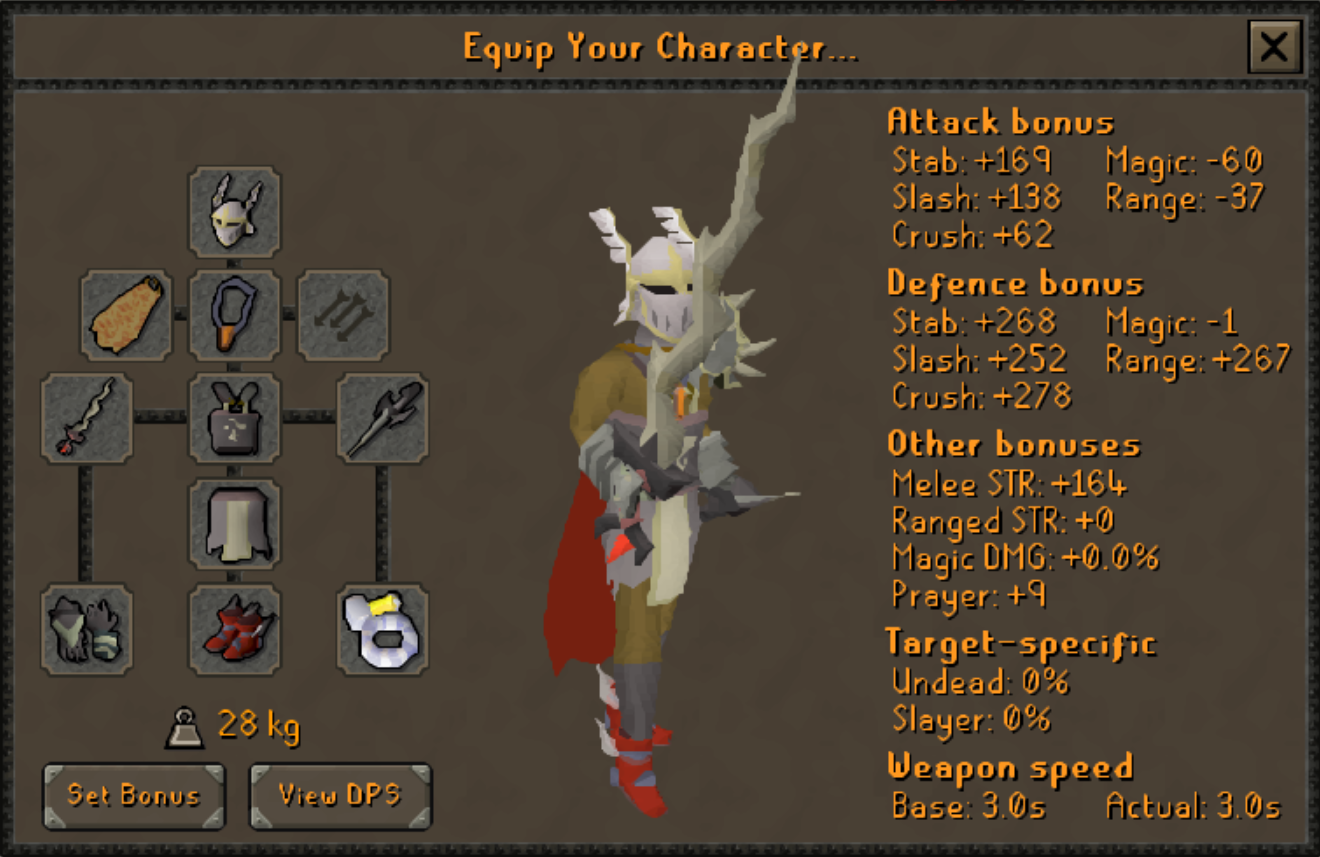 Equip Your Character...
Attack bonus
Stab: +169 Magic: -60
Slash: +138 Range: -37
Crush: +62
Defence bonus
Stab: +268 Magic: -1
Slash: +252 Range: +267
Crush: +278
Other bonuses
Melee STR: +164
Ranged STR: +0
Magic DMG: +0.0%
Prayer: +9
Target-specific
Undead: 0%
Slayer: 0%
Weapon speed
Base: 3.0s Actual: 3.0s
28 kg
Set Bonus View DPS